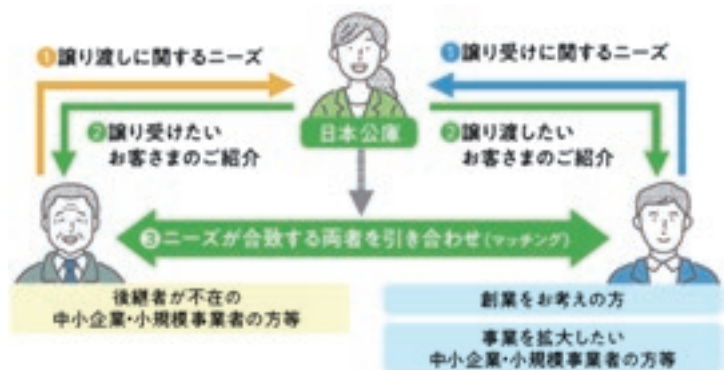 ①譲り渡しに関するニーズ
①譲り受けに関するニーズ
②譲り受けたい
お客さまのご紹介
日本公庫
②譲り渡したい
お客さまのご紹介
③ニーズが合致する両者を引き合わせ(マッチング)
後継者が不在の
中小企業・小規模事業者の方等
創業をお考えの方
事業を拡大したい
中小企業・小規模事業者の方等